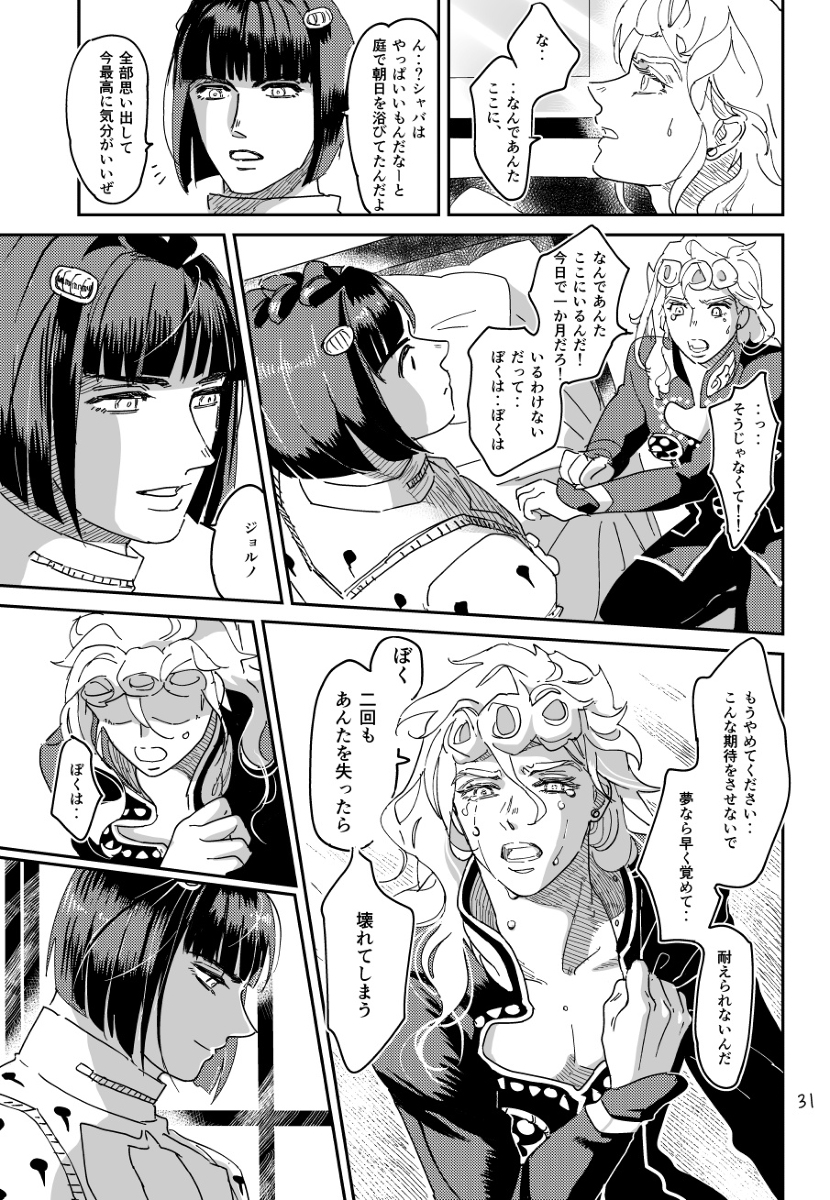 な‥
‥なんであんた
ここに、
ん‥？シャバは
やっぱいいもんだなーと
庭で朝日を浴びてたんだよ
全部思い出して
今最高に気分がいいぜ
‥っ‥
そうじゃなくて！！
なんであんた
ここにいるんだ！
今日で一か月だろ！
いるわけない
だって‥
ぼくは‥ぼくは
ジョルノ
もうやめてください‥
こんな期待をさせないで
夢なら早く覚めて‥
耐えられないんだ
ぼく
二回も
あんたを失ったら
壊れてしまう
ぼくは‥
31